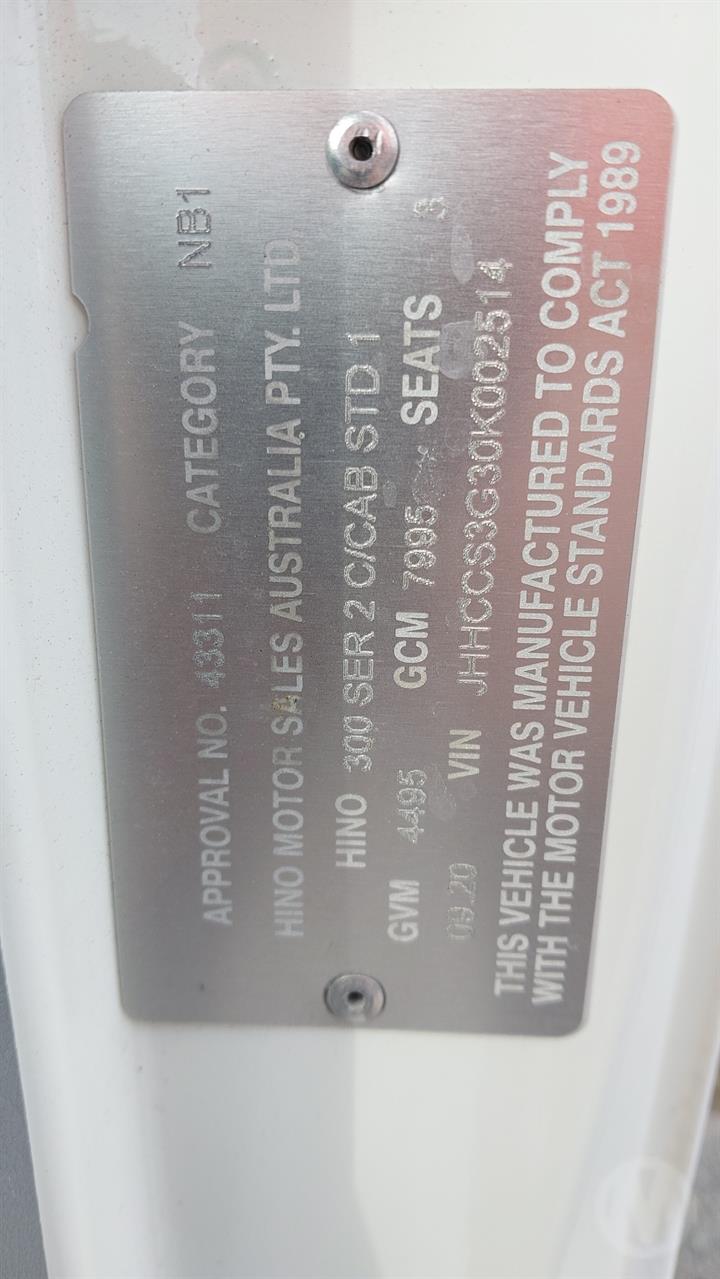 APPROVAL NO. 43311 CATEGORY NB1
HINO MOTOR SALES AUSTRALIA PTY. LTD
HINO 300 SER 2 C/CAB STD 1
GVM 4495 GCM 7995 SEATS 3
09.20 VIN JHHCCS3G30K002514
THIS VEHICLE WAS MANUFACTURED TO COMPLY
WITH THE MOTOR VEHICLE STANDARDS ACT 1989